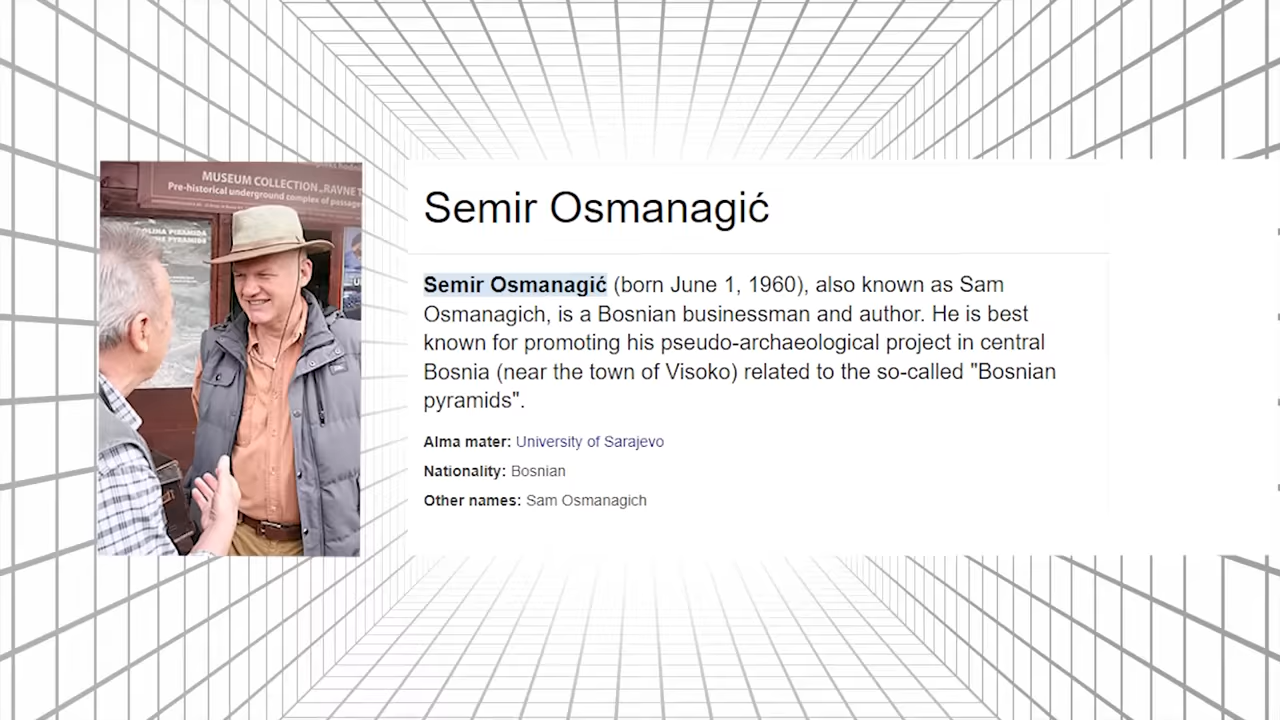 MUSEUM COLLECTION „RAVNE
Pre-historical underground complex of
DOLINA PIRAMIDA
PYRAMIDS
Semir Osmanagić
Semir Osmanagić (born June 1, 1960), also known as Sam
Osmanagich, is a Bosnian businessman and author. He is best
known for promoting his pseudo-archaeological project in central
Bosnia (near the town of Visoko) related to the so-called "Bosnian
pyramids".
Alma mater: University of Sarajevo
Nationality: Bosnian
Other names: Sam Osmanagich